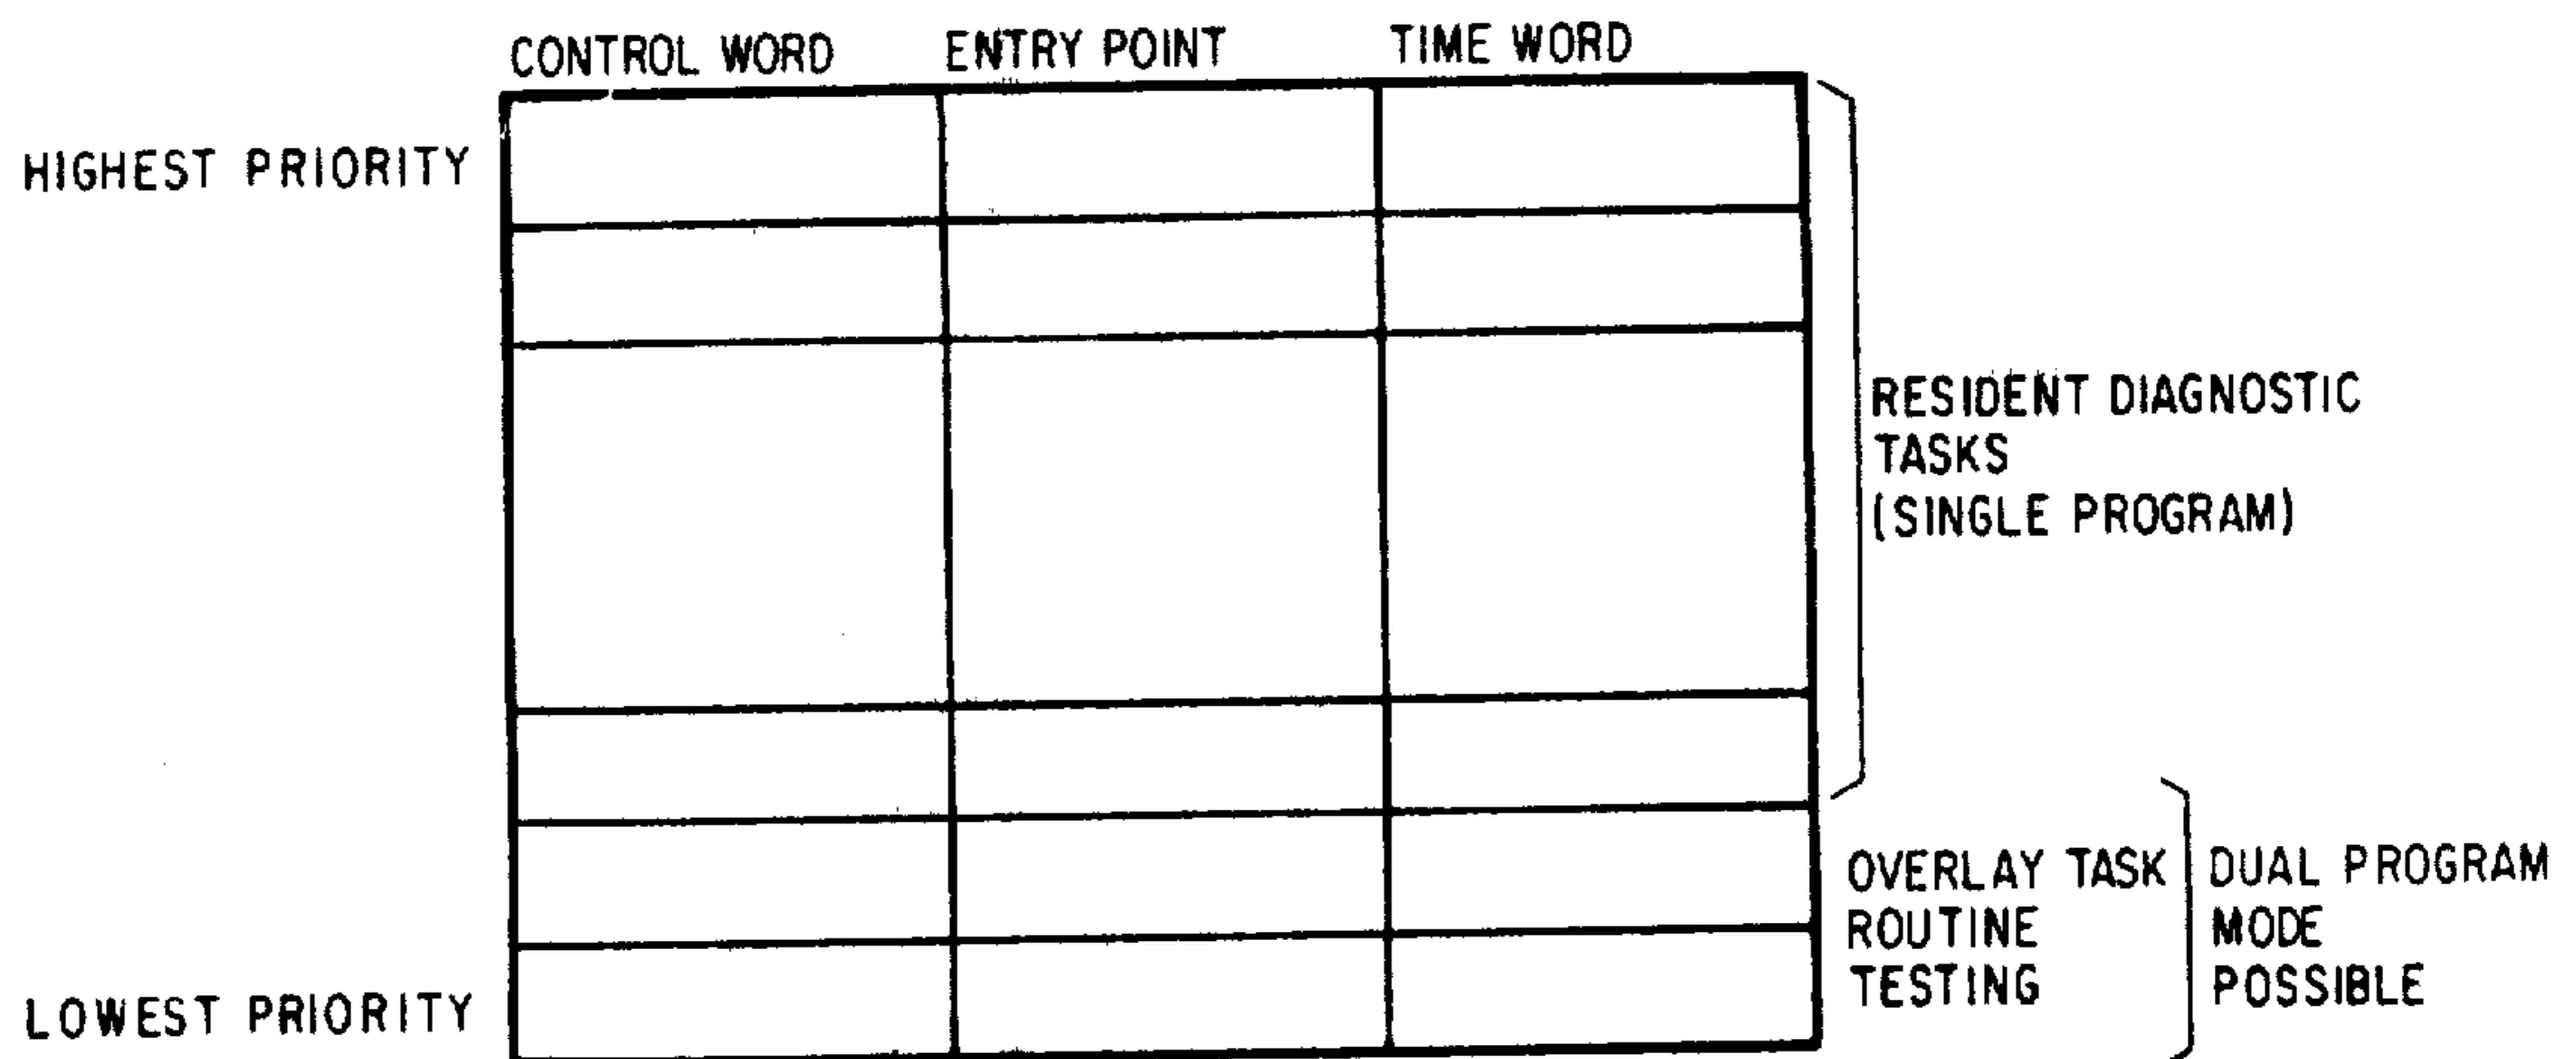 CONTROL WORD ENTRY POINT TIME WORD
HIGHEST PRIORITY
RESIDENT DIAGNOSTIC
TASKS
(SINGLE PROGRAM)
OVERLAY TASK
ROUTINE
TESTING
DUAL PROGRAM
MODE
POSSIBLE
LOWEST PRIORITY